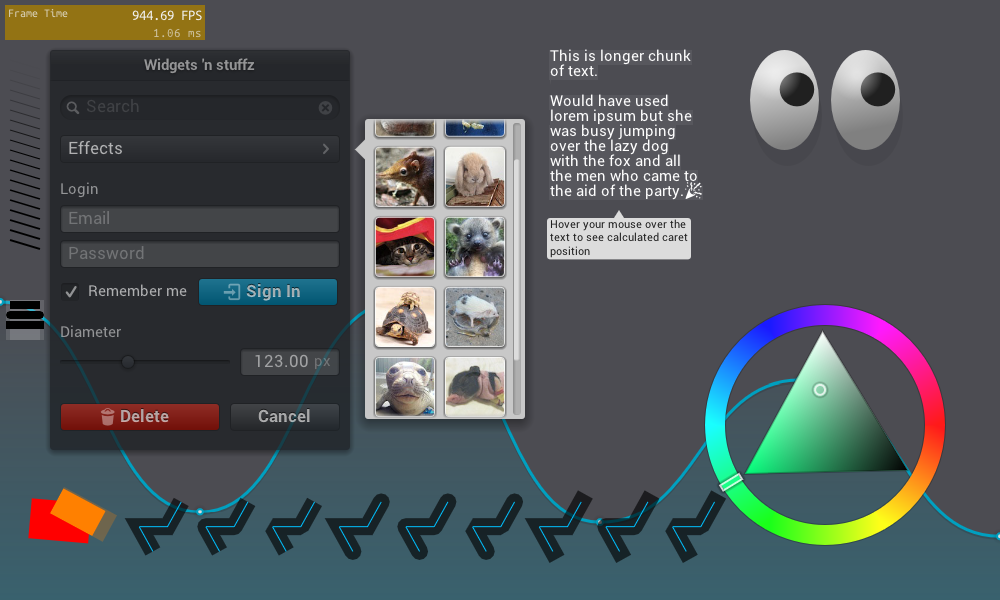 Frame Time
944.69 FPS
1.06 ms
Widgets 'n stuffz
Search
Effects
Login
Email
Password
Remember me
Sign In
Diameter
123.00 px
Delete
Cancel
This is longer chunk
of text.
Would have used
lorem ipsum but she
was busy jumping
over the lazy dog
with the fox and all
the men who came to
the aid of the party.🎉
Hover your mouse over the
text to see calculated caret
position